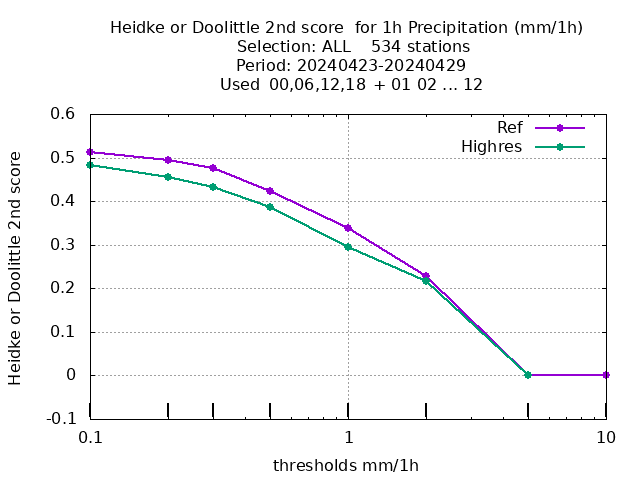 Heidke or Doolittle 2nd score  for 1h Precipitation (mm/1h)
Selection: ALL    534 stations
Period: 20240423-20240429
Used  00,06,12,18  + 01 02 ... 12
Ref
Highres
0.6
0.5
0.4
0.3
0.2
0.1
0
-0.1
Heidke or Doolittle 2nd score
0.1
1
10
thresholds mm/1h